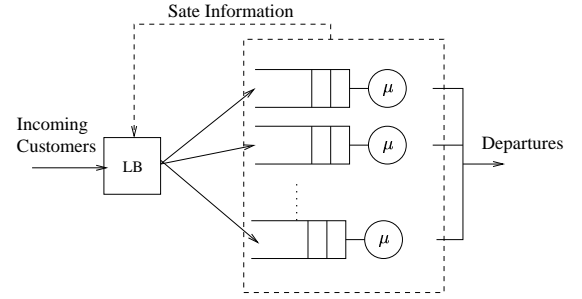 Sate Information
Incoming
Customers
LB
μ
μ
μ
Departures